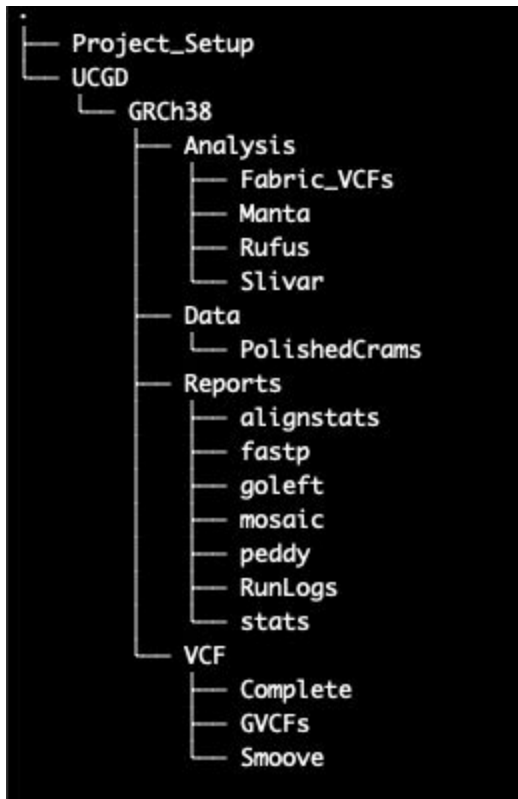 .
├── Project_Setup
└── UCGD
    └── GRCh38
        ├── Analysis
        │   ├── Fabric_VCFs
        │   ├── Manta
        │   ├── Rufus
        │   └── Slivar
        ├── Data
        │   └── PolishedCrams
        ├── Reports
        │   ├── alignstats
        │   ├── fastp
        │   ├── goleft
        │   ├── mosaic
        │   ├── peddy
        │   ├── RunLogs
        │   └── stats
        └── VCF
            ├── Complete
            ├── GVCFs
            └── Smoove